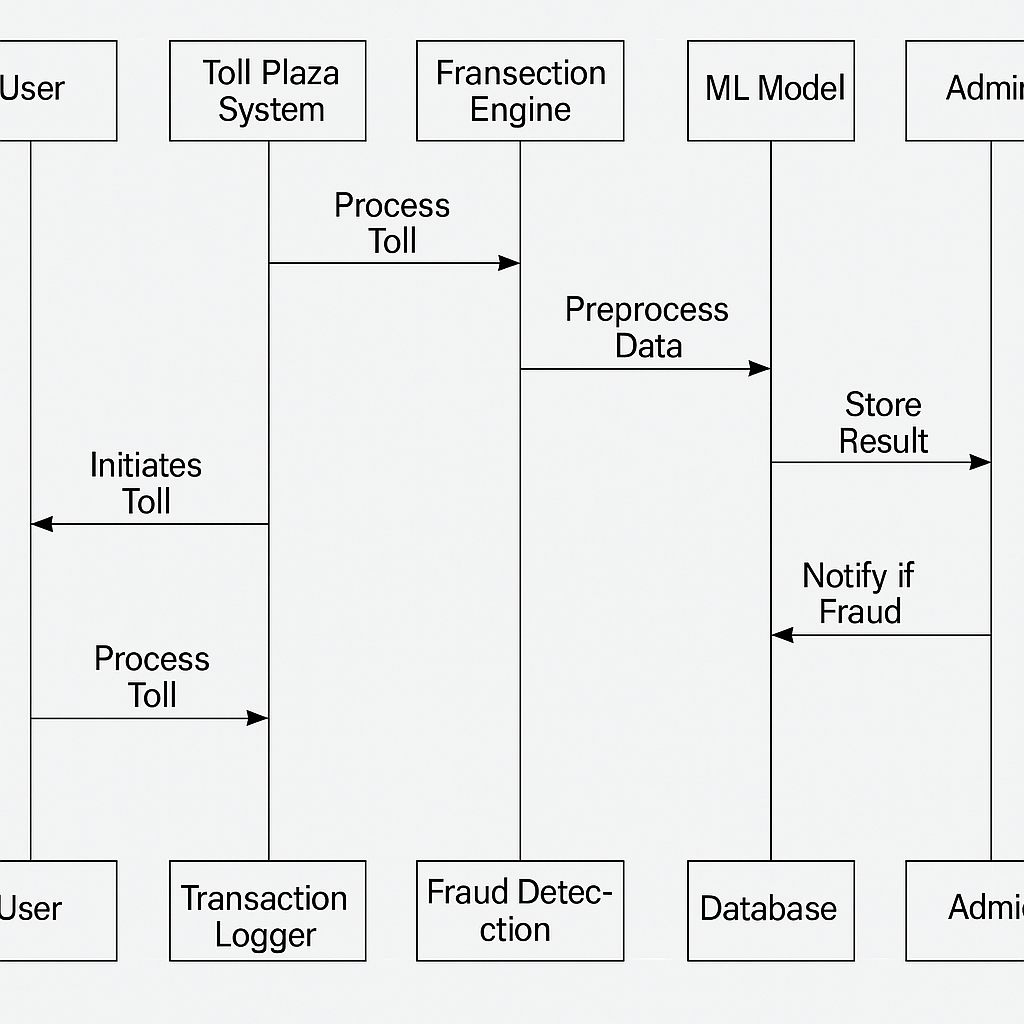 User
Toll Plaza
System
Fransection
Engine
ML Model
Admin
Process
Toll
Preprocess
Data
Store
Result
Initiates
Toll
Notify if
Fraud
Process
Toll
User
Transaction
Logger
Fraud Detec-
ction
Database